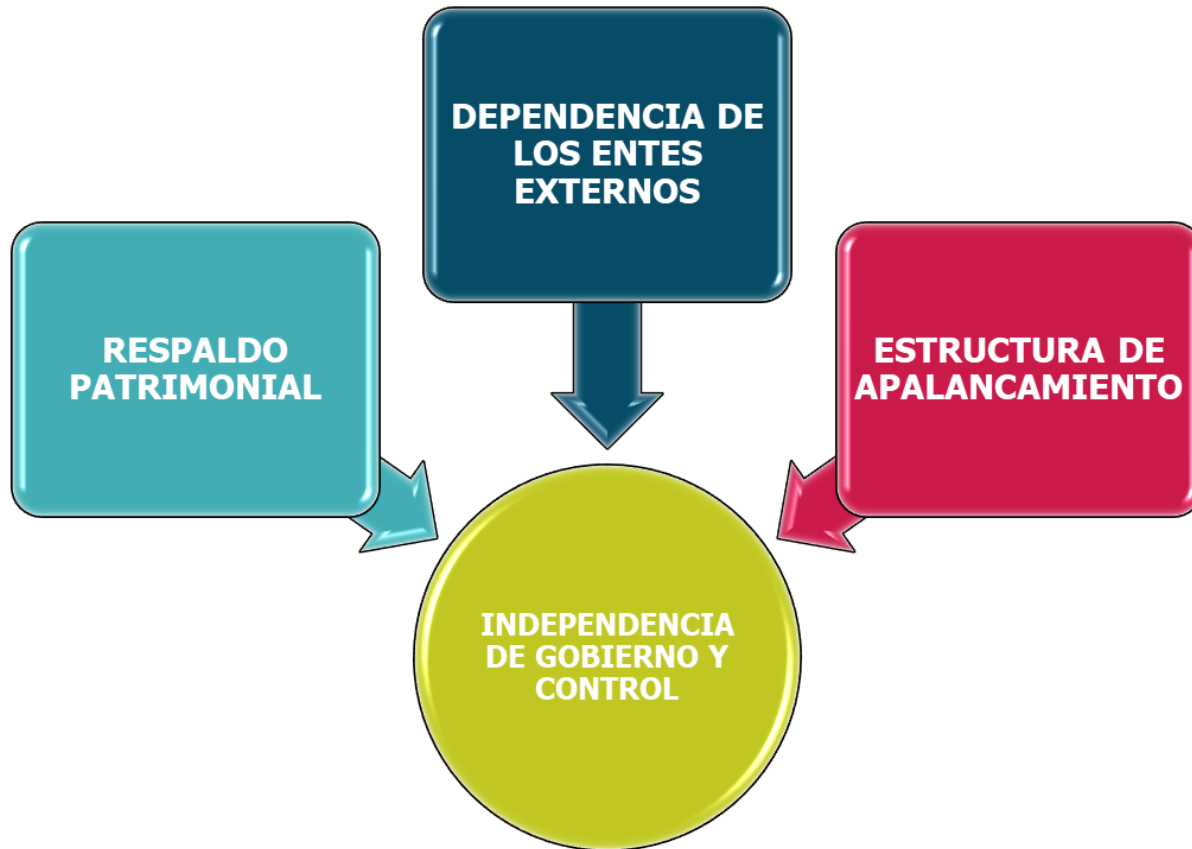 DEPENDENCIA DE
LOS ENTES
EXTERNOS
RESPALDO
PATRIMONIAL
ESTRUCTURA DE
APALANCAMIENTO
INDEPENDENCIA
DE GOBIERNO Y
CONTROL